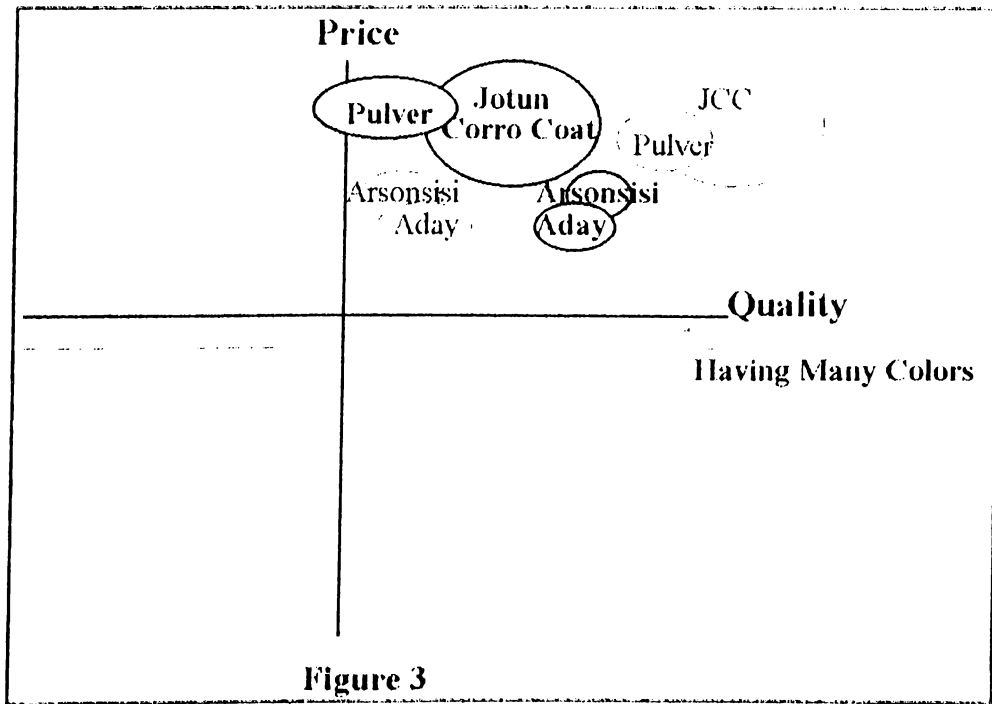 Price
Pulver
Jotun
Corro Coat
JCC
Pulver
Arsonsisi
Aday
Arsonsisi
Aday
Quality
Having Many Colors
Figure 3